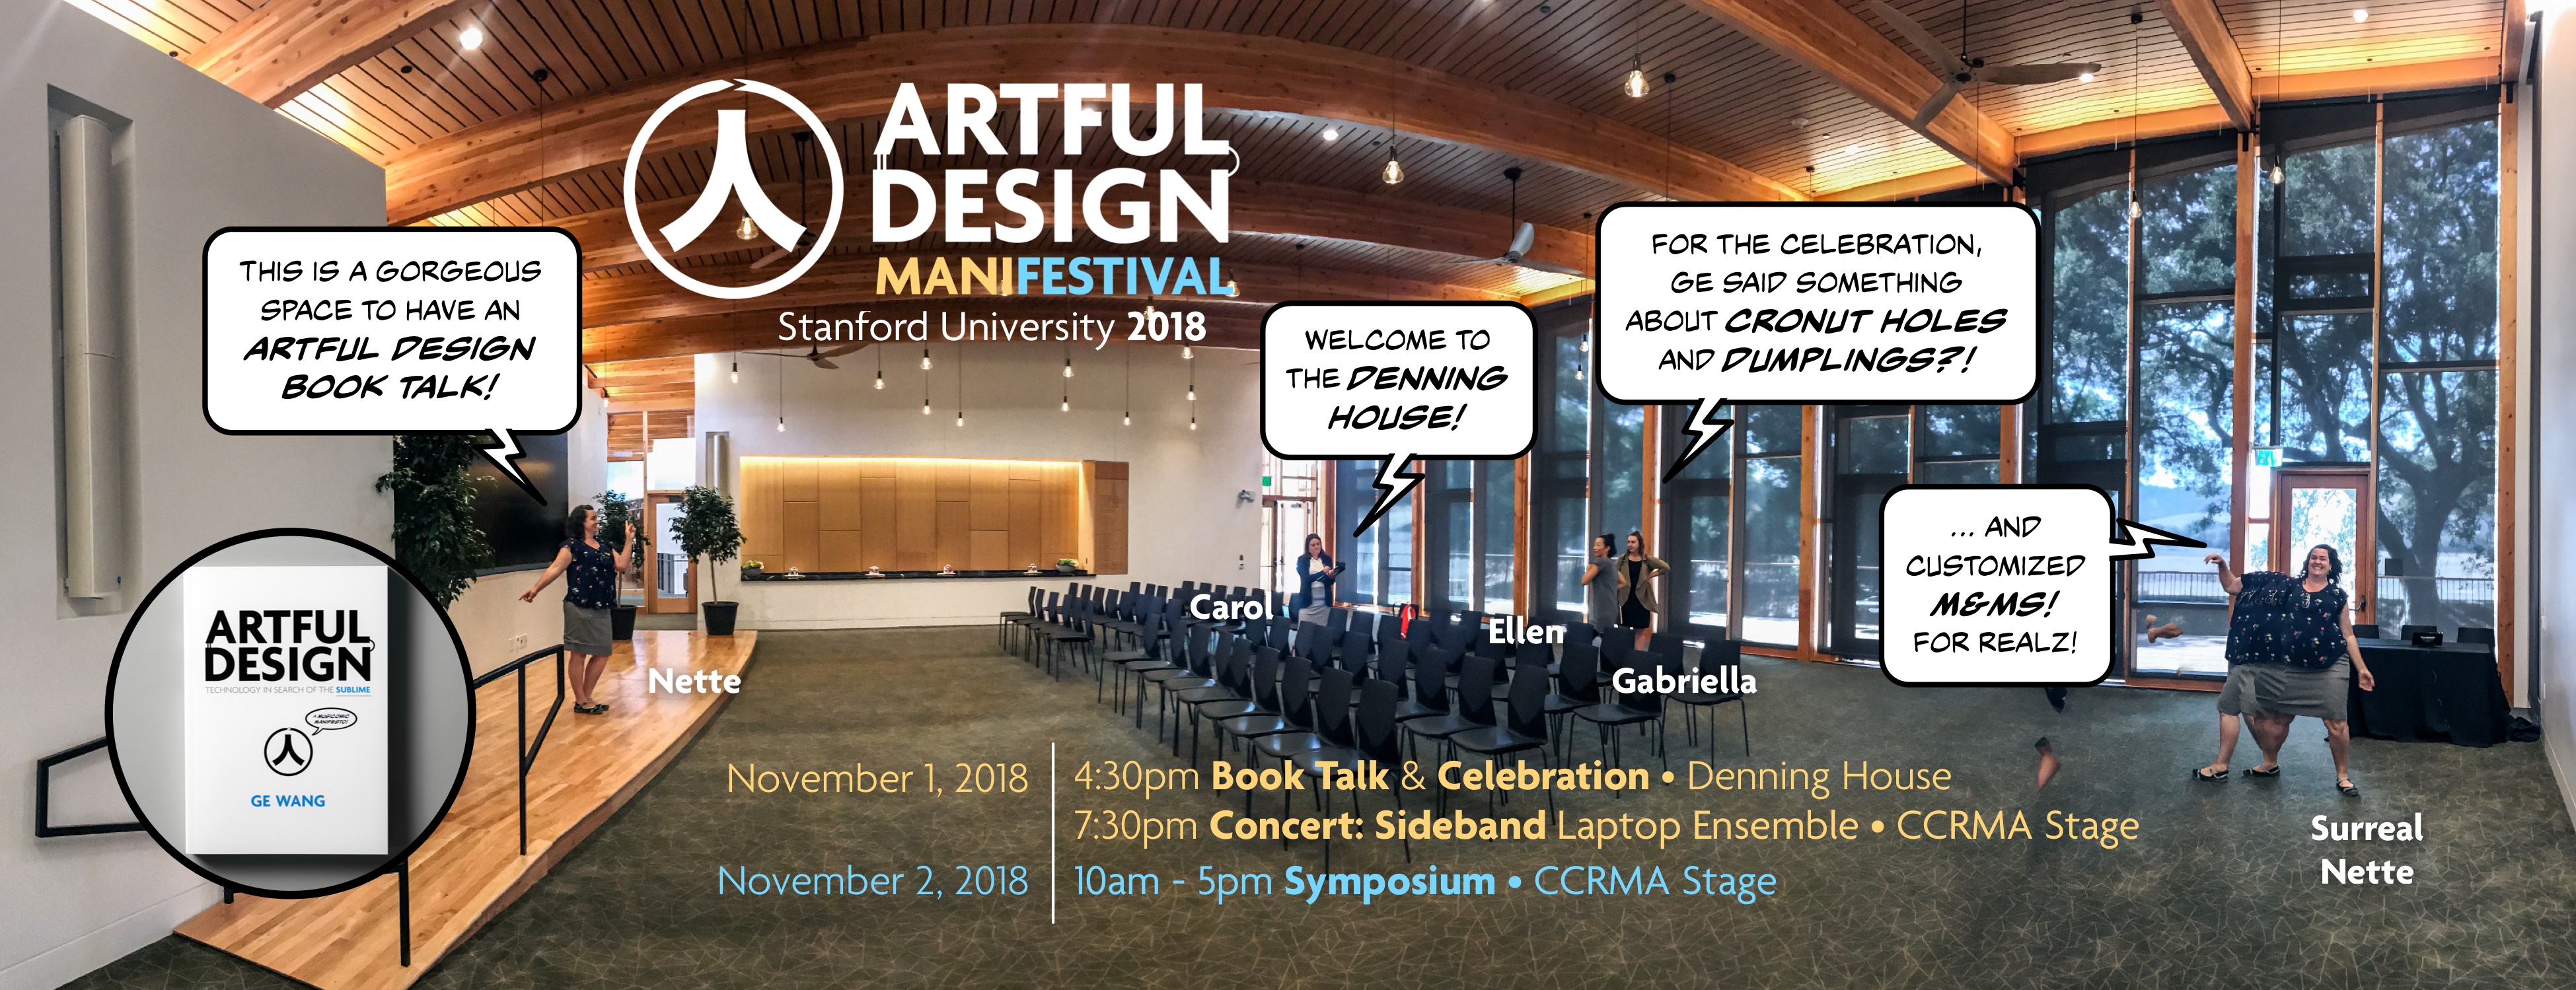 ARTFUL
DESIGN
MANIFESTIVAL
Stanford University 2018
THIS IS A GORGEOUS
SPACE TO HAVE AN
ARTFUL DESIGN
BOOK TALK!
WELCOME TO
THE DENNING
HOUSE!
FOR THE CELEBRATION,
GE SAID SOMETHING
ABOUT CRONUT HOLES
AND DUMPLINGS?!
... AND
CUSTOMIZED
M&MS!
FOR REALZ!
Nette
Carol
Ellen
Gabriella
Surreal
Nette
ARTFUL
DESIGN
TECHNOLOGY IN SEARCH OF THE SUBLIME
A MUSICOMIC
MANIFESTO!
GE WANG
November 1, 2018
4:30pm Book Talk & Celebration • Denning House
7:30pm Concert: Sideband Laptop Ensemble • CCRMA Stage
November 2, 2018
10am - 5pm Symposium • CCRMA Stage